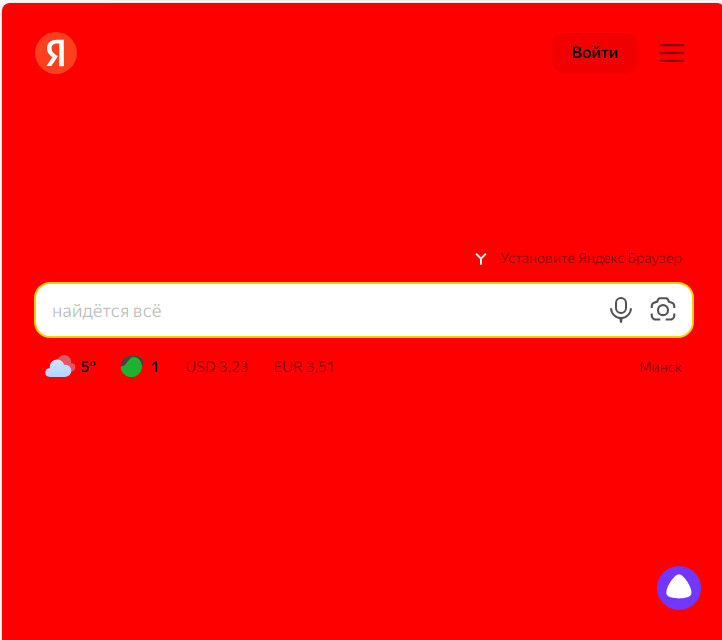 Я
Войти
Установите Яндекс Браузер
найдётся всё
5° 1 USD 3,23 EUR 3,51 Минск